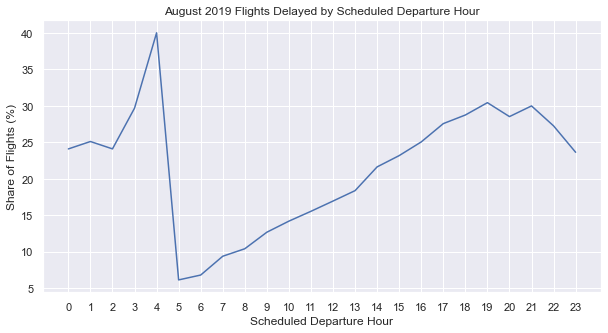 August 2019 Flights Delayed by Scheduled Departure Hour
Share of Flights (%)
40
35
30
25
20
15
10
5
0 1 2 3 4 5 6 7 8 9 10 11 12 13 14 15 16 17 18 19 20 21 22 23
Scheduled Departure Hour